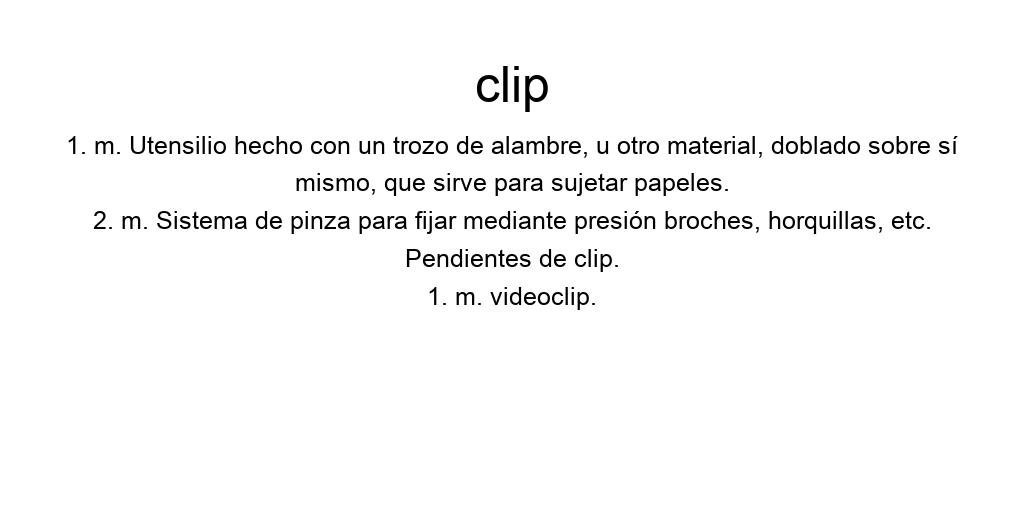 clip
1. m. Utensilio hecho con un trozo de alambre, u otro material, doblado sobre sí
mismo, que sirve para sujetar papeles.
2. m. Sistema de pinza para fijar mediante presión broches, horquillas, etc.
Pendientes de clip.
1. m. videoclip.